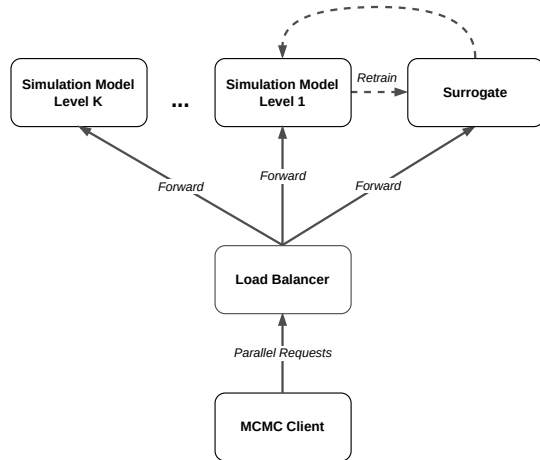 Simulation Model
Level K
...
Simulation Model
Level 1
Retrain
Surrogate
Forward
Forward
Forward
Load Balancer
Parallel Requests
MCMC Client